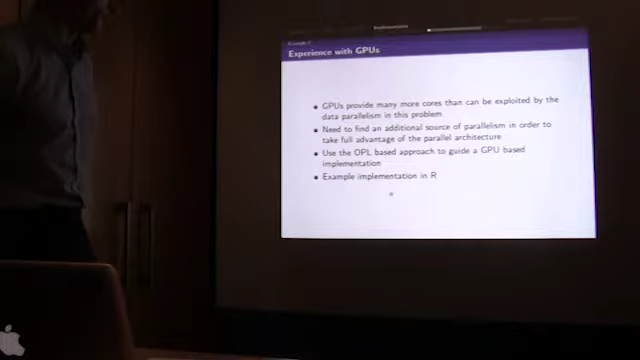 Implementation
Experience with GPUs
GPUs provide many more cores than can be exploited by the
data parallelism in this problem
Need to find an additional source of parallelism in order to
take full advantage of the parallel architecture
Use the OPL based approach to guide a GPU based
implementation
Example implementation in R